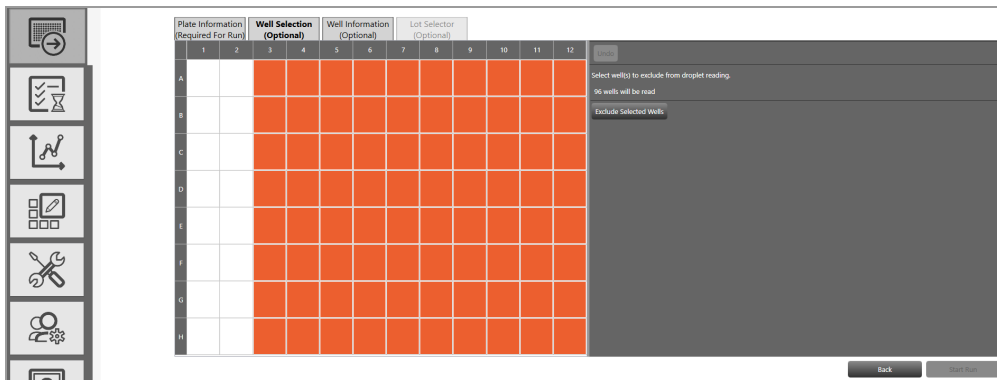 Plate Information
(Required For Run)
Well Selection
(Optional)
Well Information
(Optional)
Lot Selector
(Optional)
1 2 3 4 5 6 7 8 9 10 11 12
A
B
C
D
E
F
G
H
Undo
Select well(s) to exclude from droplet reading.
96 wells will be read
Exclude Selected Wells
Back
Start Run